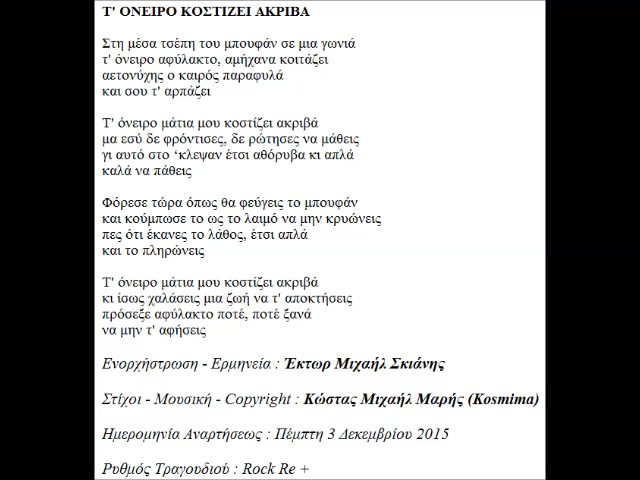 Τ' ΟΝΕΙΡΟ ΚΟΣΤΙΖΕΙ ΑΚΡΙΒΑ
Στη μέσα τσέπη του μπουφάν σε μια γωνιά
τ' όνειρο αφύλακτο, αμήχανα κοιτάζει
αετονύχης ο καιρός παραφυλά
και σου τ' αρπάζει
Τ' όνειρο μάτια μου κοστίζει ακριβά
μα εσύ δε φρόντισες, δε ρώτησες να μάθεις
γι αυτό στο ‘κλεψαν έτσι αθόρυβα κι απλά
καλά να πάθεις
Φόρεσε τώρα όπως θα φεύγεις το μπουφάν
και κούμπωσε το ως το λαιμό να μην κρυώνεις
πες ότι έκανες το λάθος, έτσι απλά
και το πληρώνεις
Τ' όνειρο μάτια μου κοστίζει ακριβά
κι ίσως χαλάσεις μια ζωή να τ' αποκτήσεις
πρόσεξε αφύλακτο ποτέ, ποτέ ξανά
να μην τ' αφήσεις
Ενορχήστρωση - Ερμηνεία : Έκτωρ Μιχαήλ Σκιάνης
Στίχοι - Μουσική - Copyright : Κώστας Μιχαήλ Μαρής (Kosmima)
Ημερομηνία Αναρτήσεως : Πέμπτη 3 Δεκεμβρίου 2015
Ρυθμός Τραγουδιού : Rock Re +